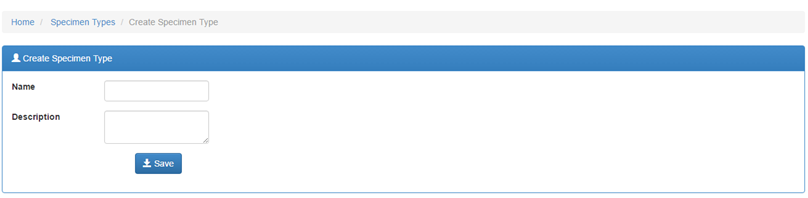 Home / Specimen Types / Create Specimen Type
Create Specimen Type
Name
Description
Save